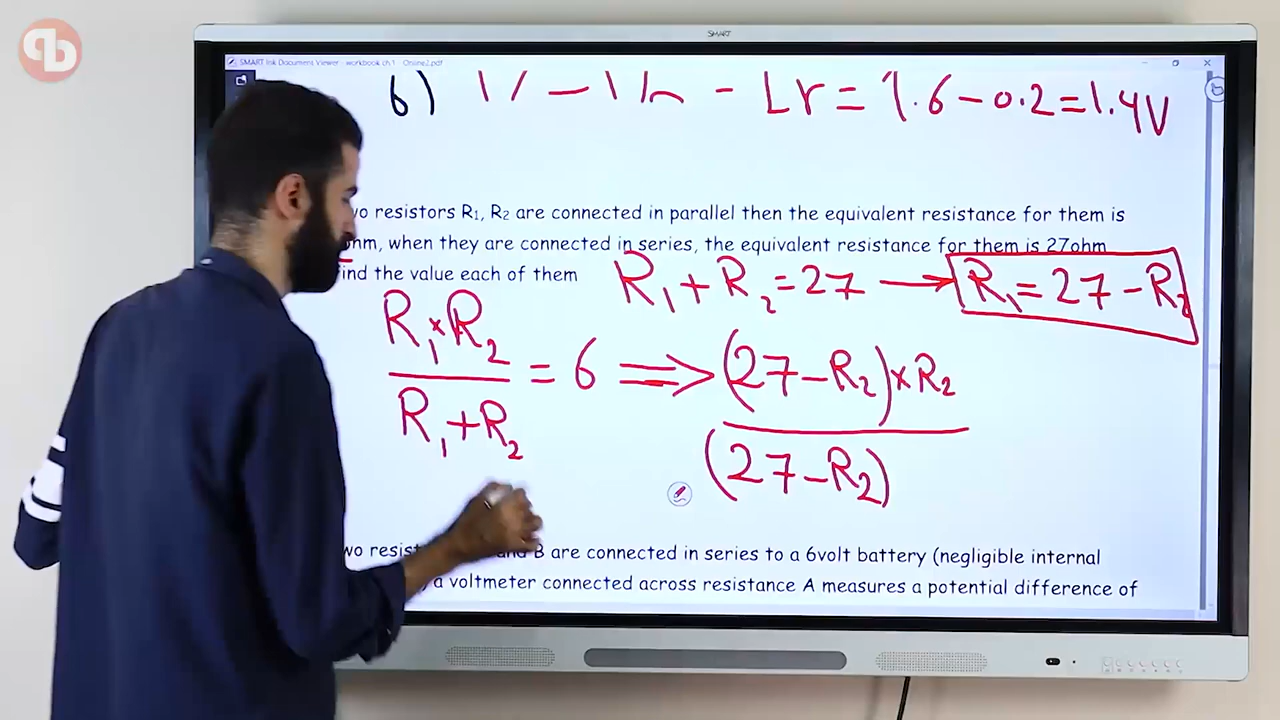 SMART
SMART Ink Document Viewer - workbook ch 1 - Online2.pdf
b) - Ir = 1.6 - 0.2 = 1.4V
wo resistors R₁, R₂ are connected in parallel then the equivalent resistance for them is
ohm, when they are connected in series, the equivalent resistance for them is 27ohm
find the value each of them
R₁ + R₂ = 27 → R₁ = 27 - R₂
R₁ × R₂ / R₁ + R₂ = 6 ⇒ (27 - R₂) × R₂ / (27 - R₂)
wo resist and B are connected in series to a 6volt battery (negligible internal
a voltmeter connected across resistance A measures a potential difference of